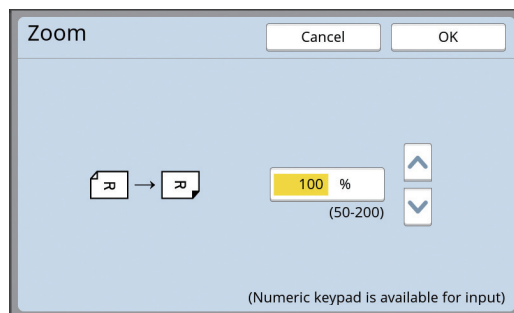 Zoom
Cancel
OK
R → R
100 %
(50-200)
(Numeric keypad is available for input)